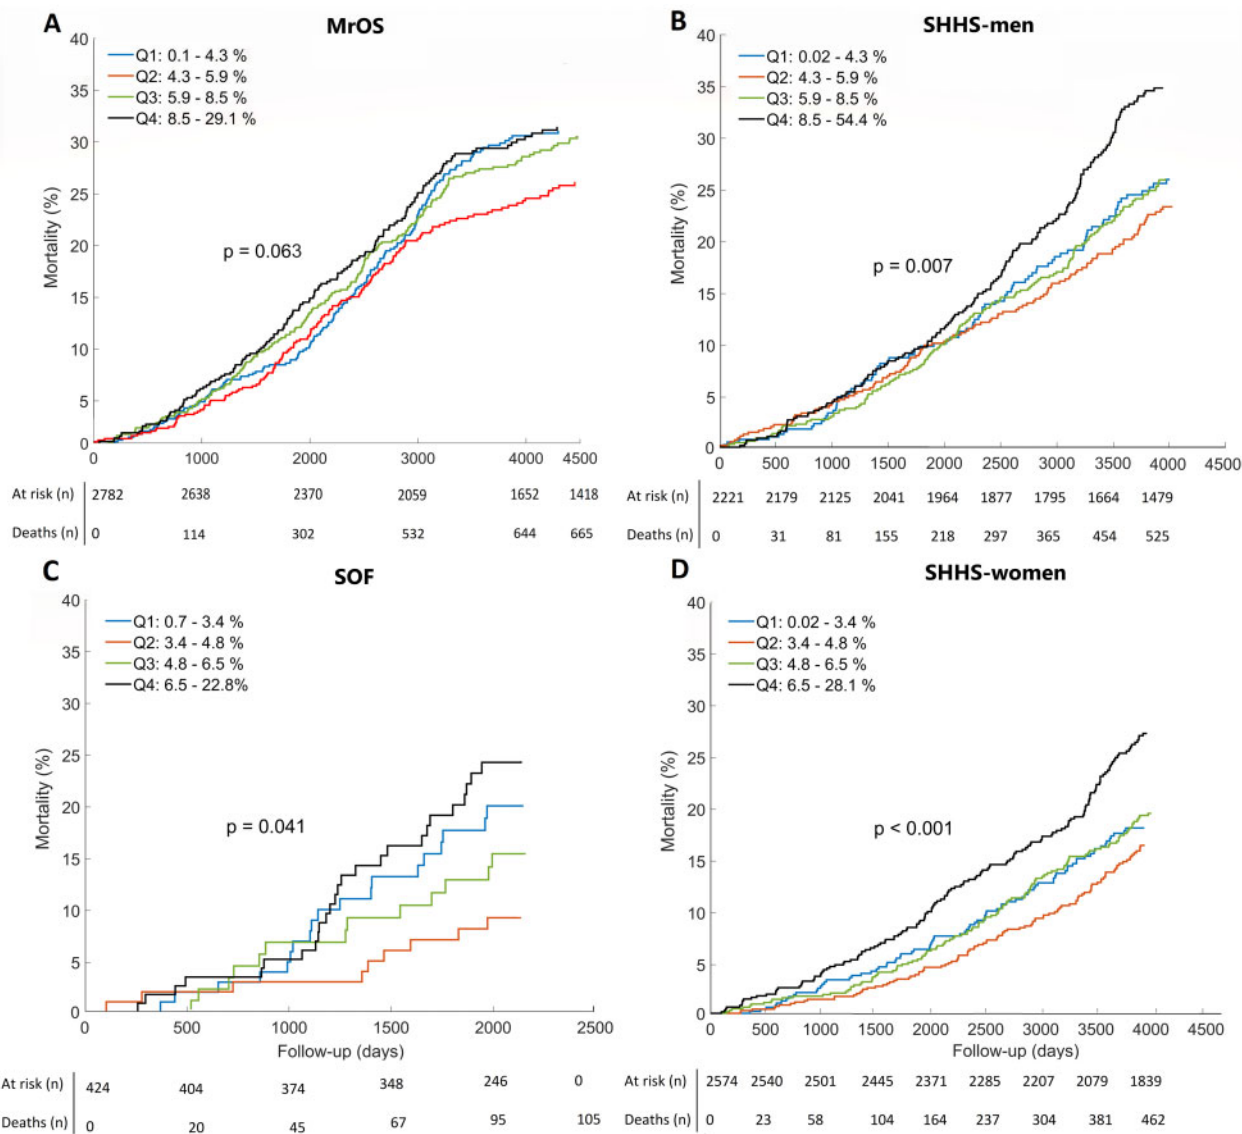 A
MrOS
Q1: 0.1 - 4.3 %
Q2: 4.3 - 5.9 %
Q3: 5.9 - 8.5 %
Q4: 8.5 - 29.1 %
Mortality (%)
40
35
30
25
20
15
10
5
0
p = 0.063
0 1000 2000 3000 4000 4500
At risk (n) 2782 2638 2370 2059 1652 1418
Deaths (n) 0 114 302 532 644 665
B
SHHS-men
Q1: 0.02 - 4.3 %
Q2: 4.3 - 5.9 %
Q3: 5.9 - 8.5 %
Q4: 8.5 - 54.4 %
Mortality (%)
40
35
30
25
20
15
10
5
0
p = 0.007
0 500 1000 1500 2000 2500 3000 3500 4000 4500
At risk (n) 2221 2179 2125 2041 1964 1877 1795 1664 1479
Deaths (n) 0 31 81 155 218 297 365 454 525
C
SOF
Q1: 0.7 - 3.4 %
Q2: 3.4 - 4.8 %
Q3: 4.8 - 6.5 %
Q4: 6.5 - 22.8%
Mortality (%)
40
35
30
25
20
15
10
5
0
p = 0.041
0 500 1000 1500 2000 2500
Follow-up (days)
At risk (n) 424 404 374 348 246 0
Deaths (n) 0 20 45 67 95 105
D
SHHS-women
Q1: 0.02 - 3.4 %
Q2: 3.4 - 4.8 %
Q3: 4.8 - 6.5 %
Q4: 6.5 - 28.1 %
Mortality (%)
40
35
30
25
20
15
10
5
0
p < 0.001
0 500 1000 1500 2000 2500 3000 3500 4000 4500
Follow-up (days)
At risk (n) 2574 2540 2501 2445 2371 2285 2207 2079 1839
Deaths (n) 0 23 58 104 164 237 304 381 462